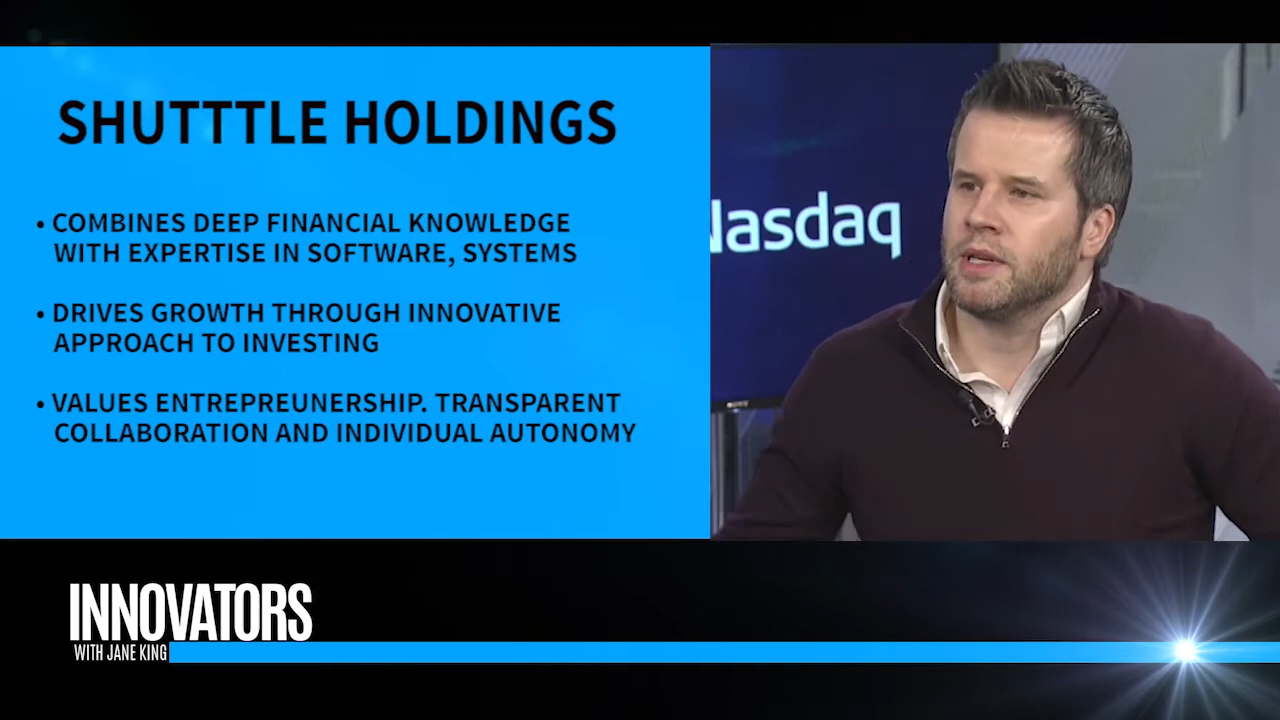 SHUTTTLE HOLDINGS
• COMBINES DEEP FINANCIAL KNOWLEDGE
WITH EXPERTISE IN SOFTWARE, SYSTEMS
• DRIVES GROWTH THROUGH INNOVATIVE
APPROACH TO INVESTING
• VALUES ENTREPREUNERSHIP. TRANSPARENT
COLLABORATION AND INDIVIDUAL AUTONOMY
Nasdaq
INNOVATORS
WITH JANE KING